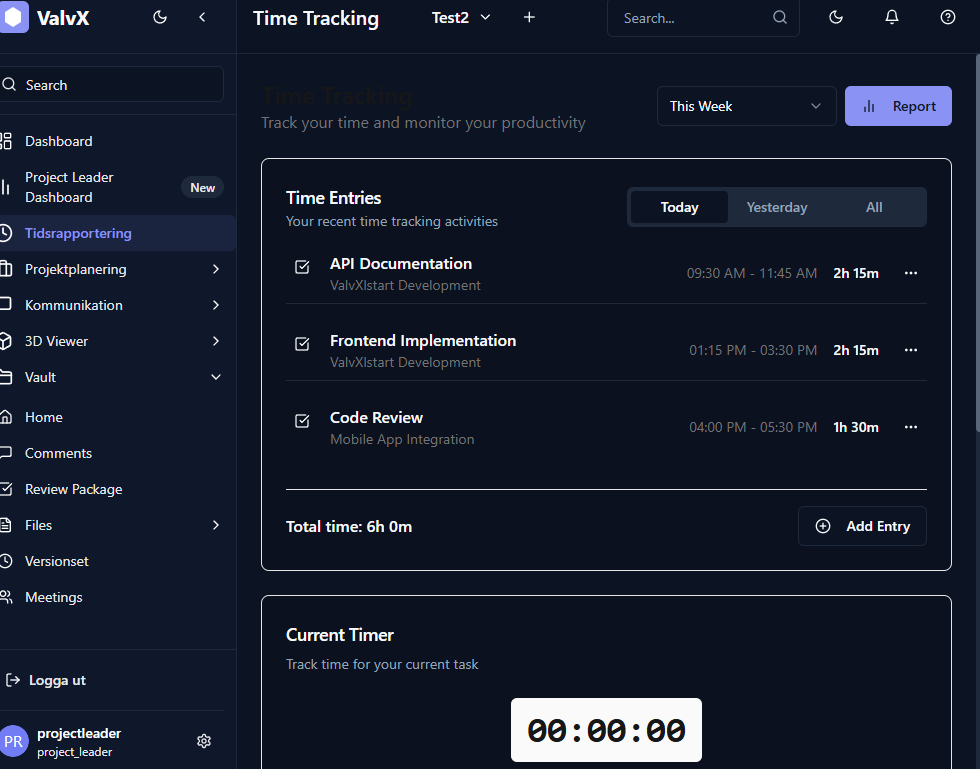 ValvX
Time Tracking
Test2
Search...
Search
Dashboard
Project Leader
Dashboard
New
Tidsrapportering
Projektplanering
Kommunikation
3D Viewer
Vault
Home
Comments
Review Package
Files
Versionset
Meetings
Logga ut
PR
projectleader
project_leader
Time Tracking
Track your time and monitor your productivity
This Week
Report
Time Entries
Your recent time tracking activities
Today
Yesterday
All
API Documentation
ValvXIstart Development
09:30 AM - 11:45 AM
2h 15m
Frontend Implementation
ValvXIstart Development
01:15 PM - 03:30 PM
2h 15m
Code Review
Mobile App Integration
04:00 PM - 05:30 PM
1h 30m
Total time: 6h 0m
Add Entry
Current Timer
Track time for your current task
00:00:00